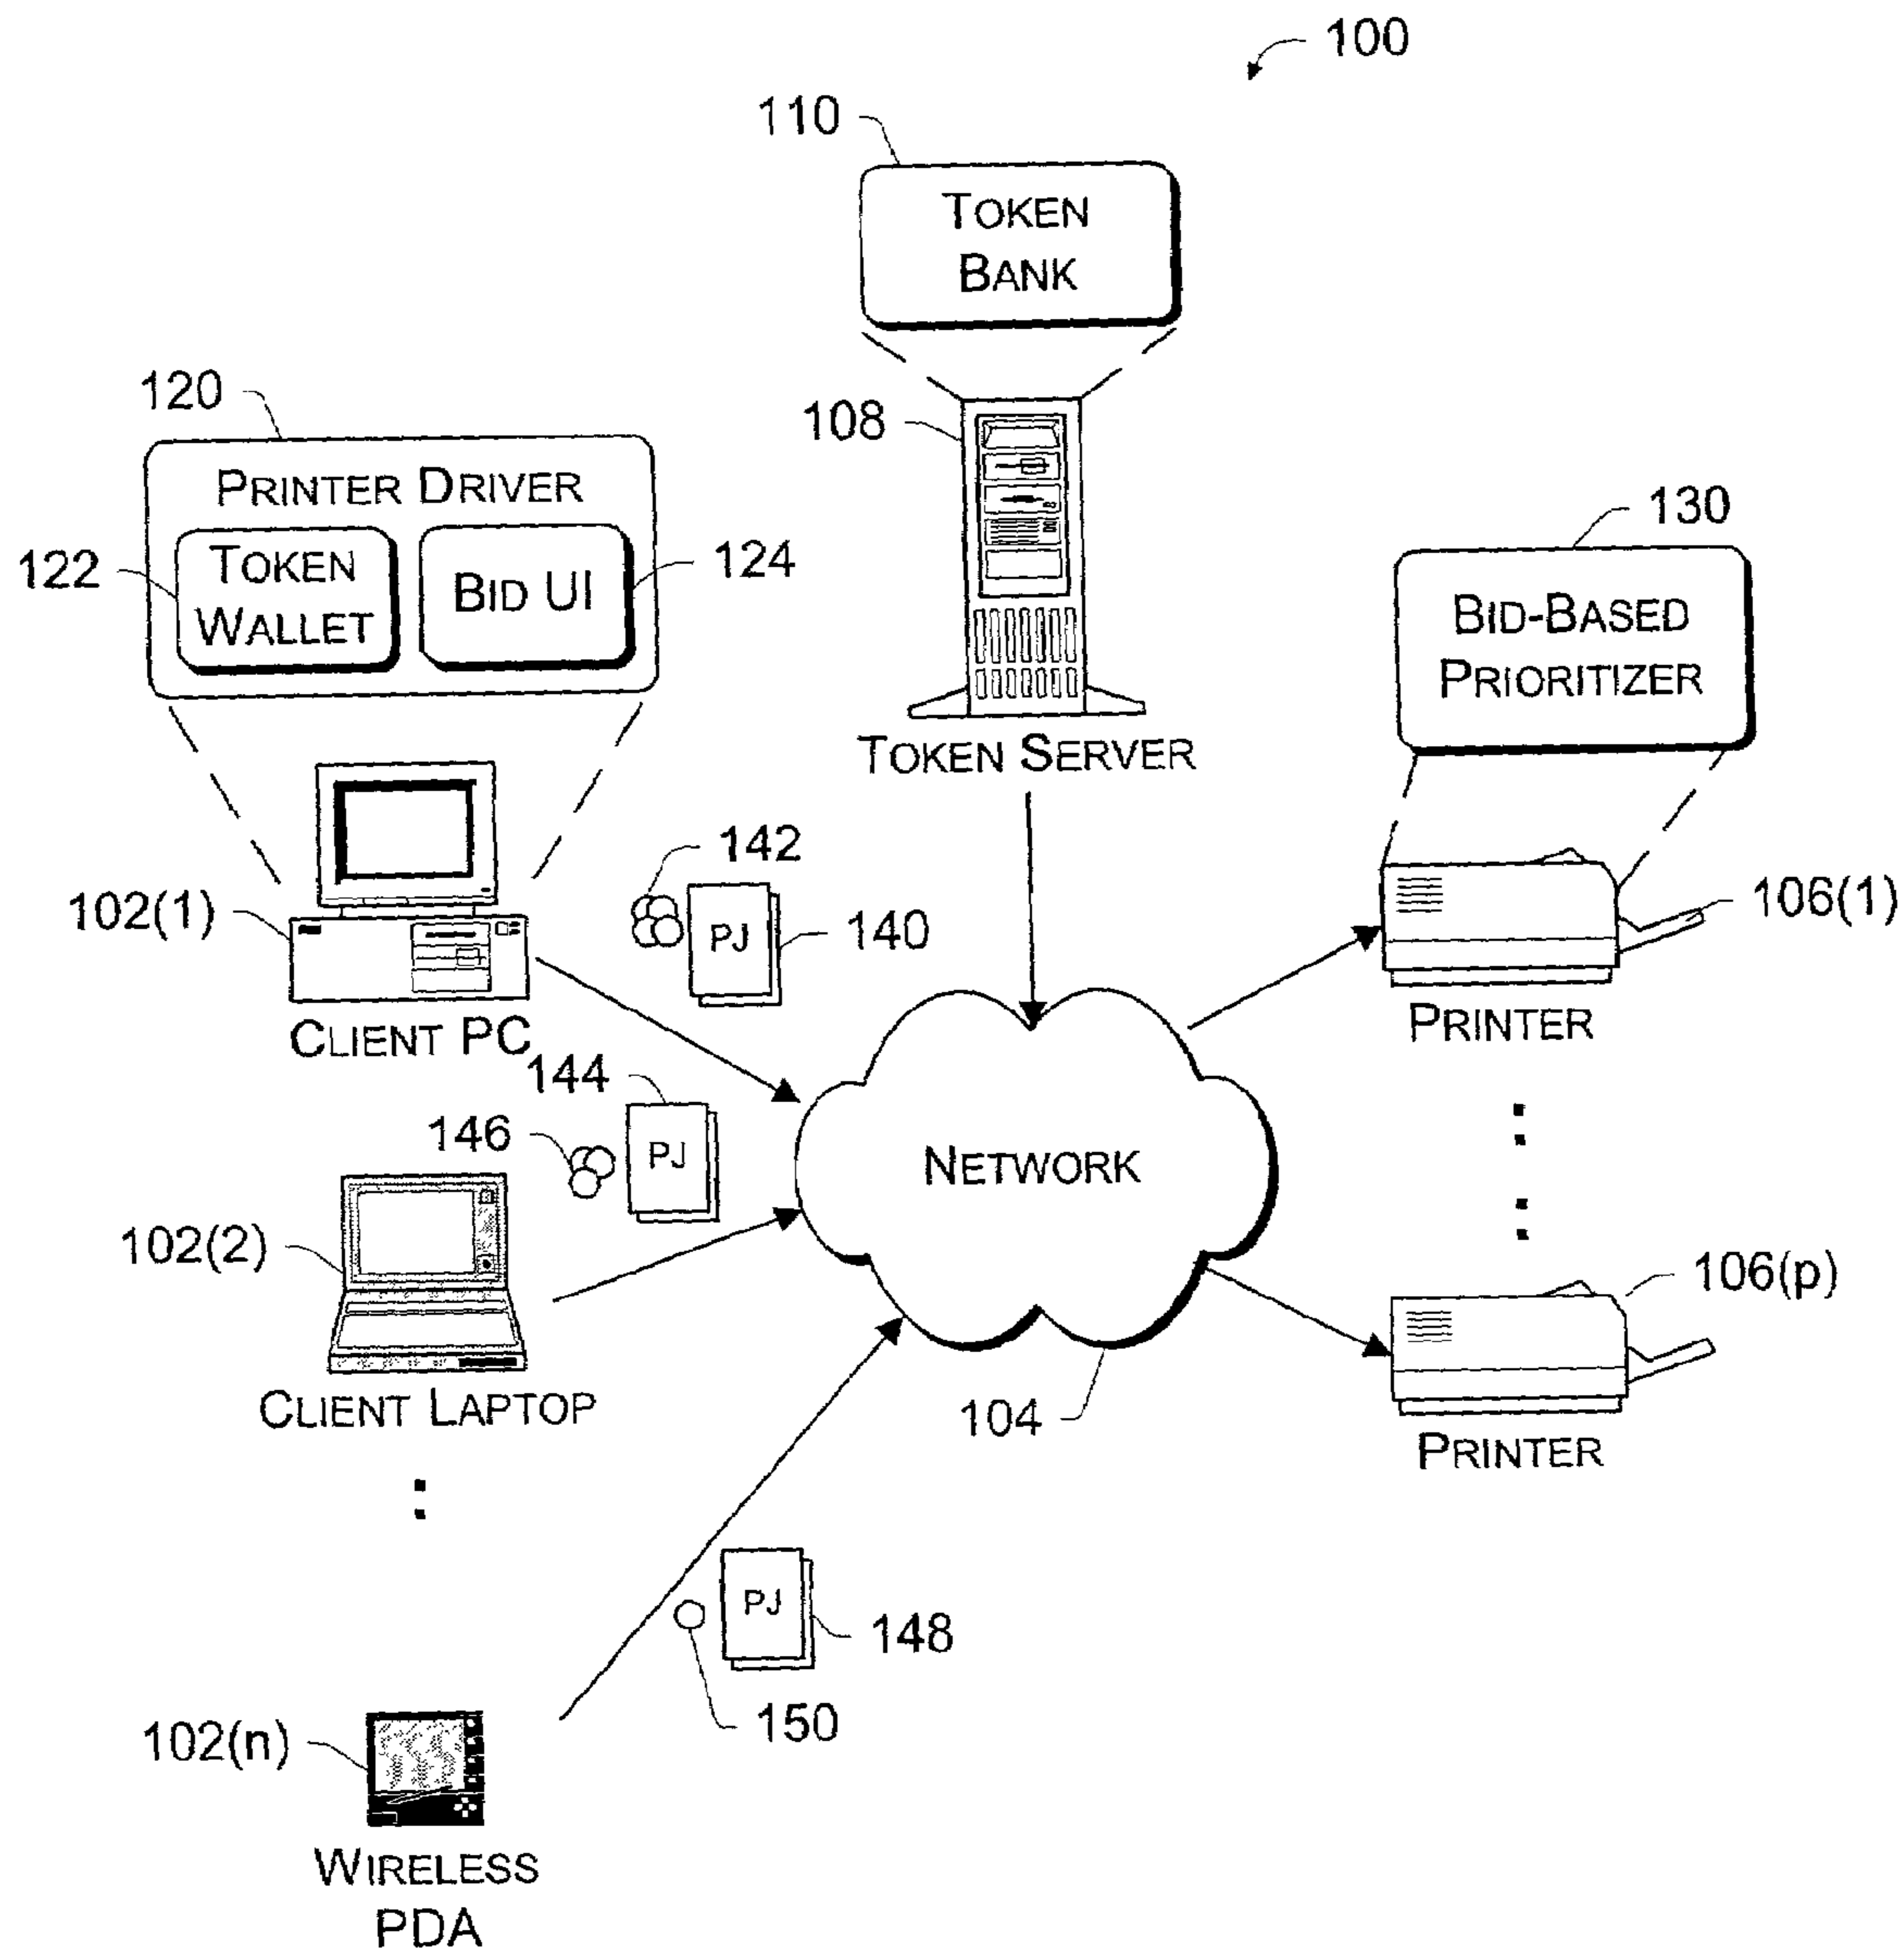 100
110
TOKEN
BANK
120
108
PRINTER DRIVER
130
122
TOKEN
WALLET
BID UI
124
BID-BASED
PRIORITIZER
TOKEN SERVER
142
102(1)
PJ
140
106(1)
CLIENT PC
PRINTER
144
146
PJ
NETWORK
102(2)
106(p)
CLIENT LAPTOP
104
PRINTER
PJ
148
150
102(n)
WIRELESS
PDA